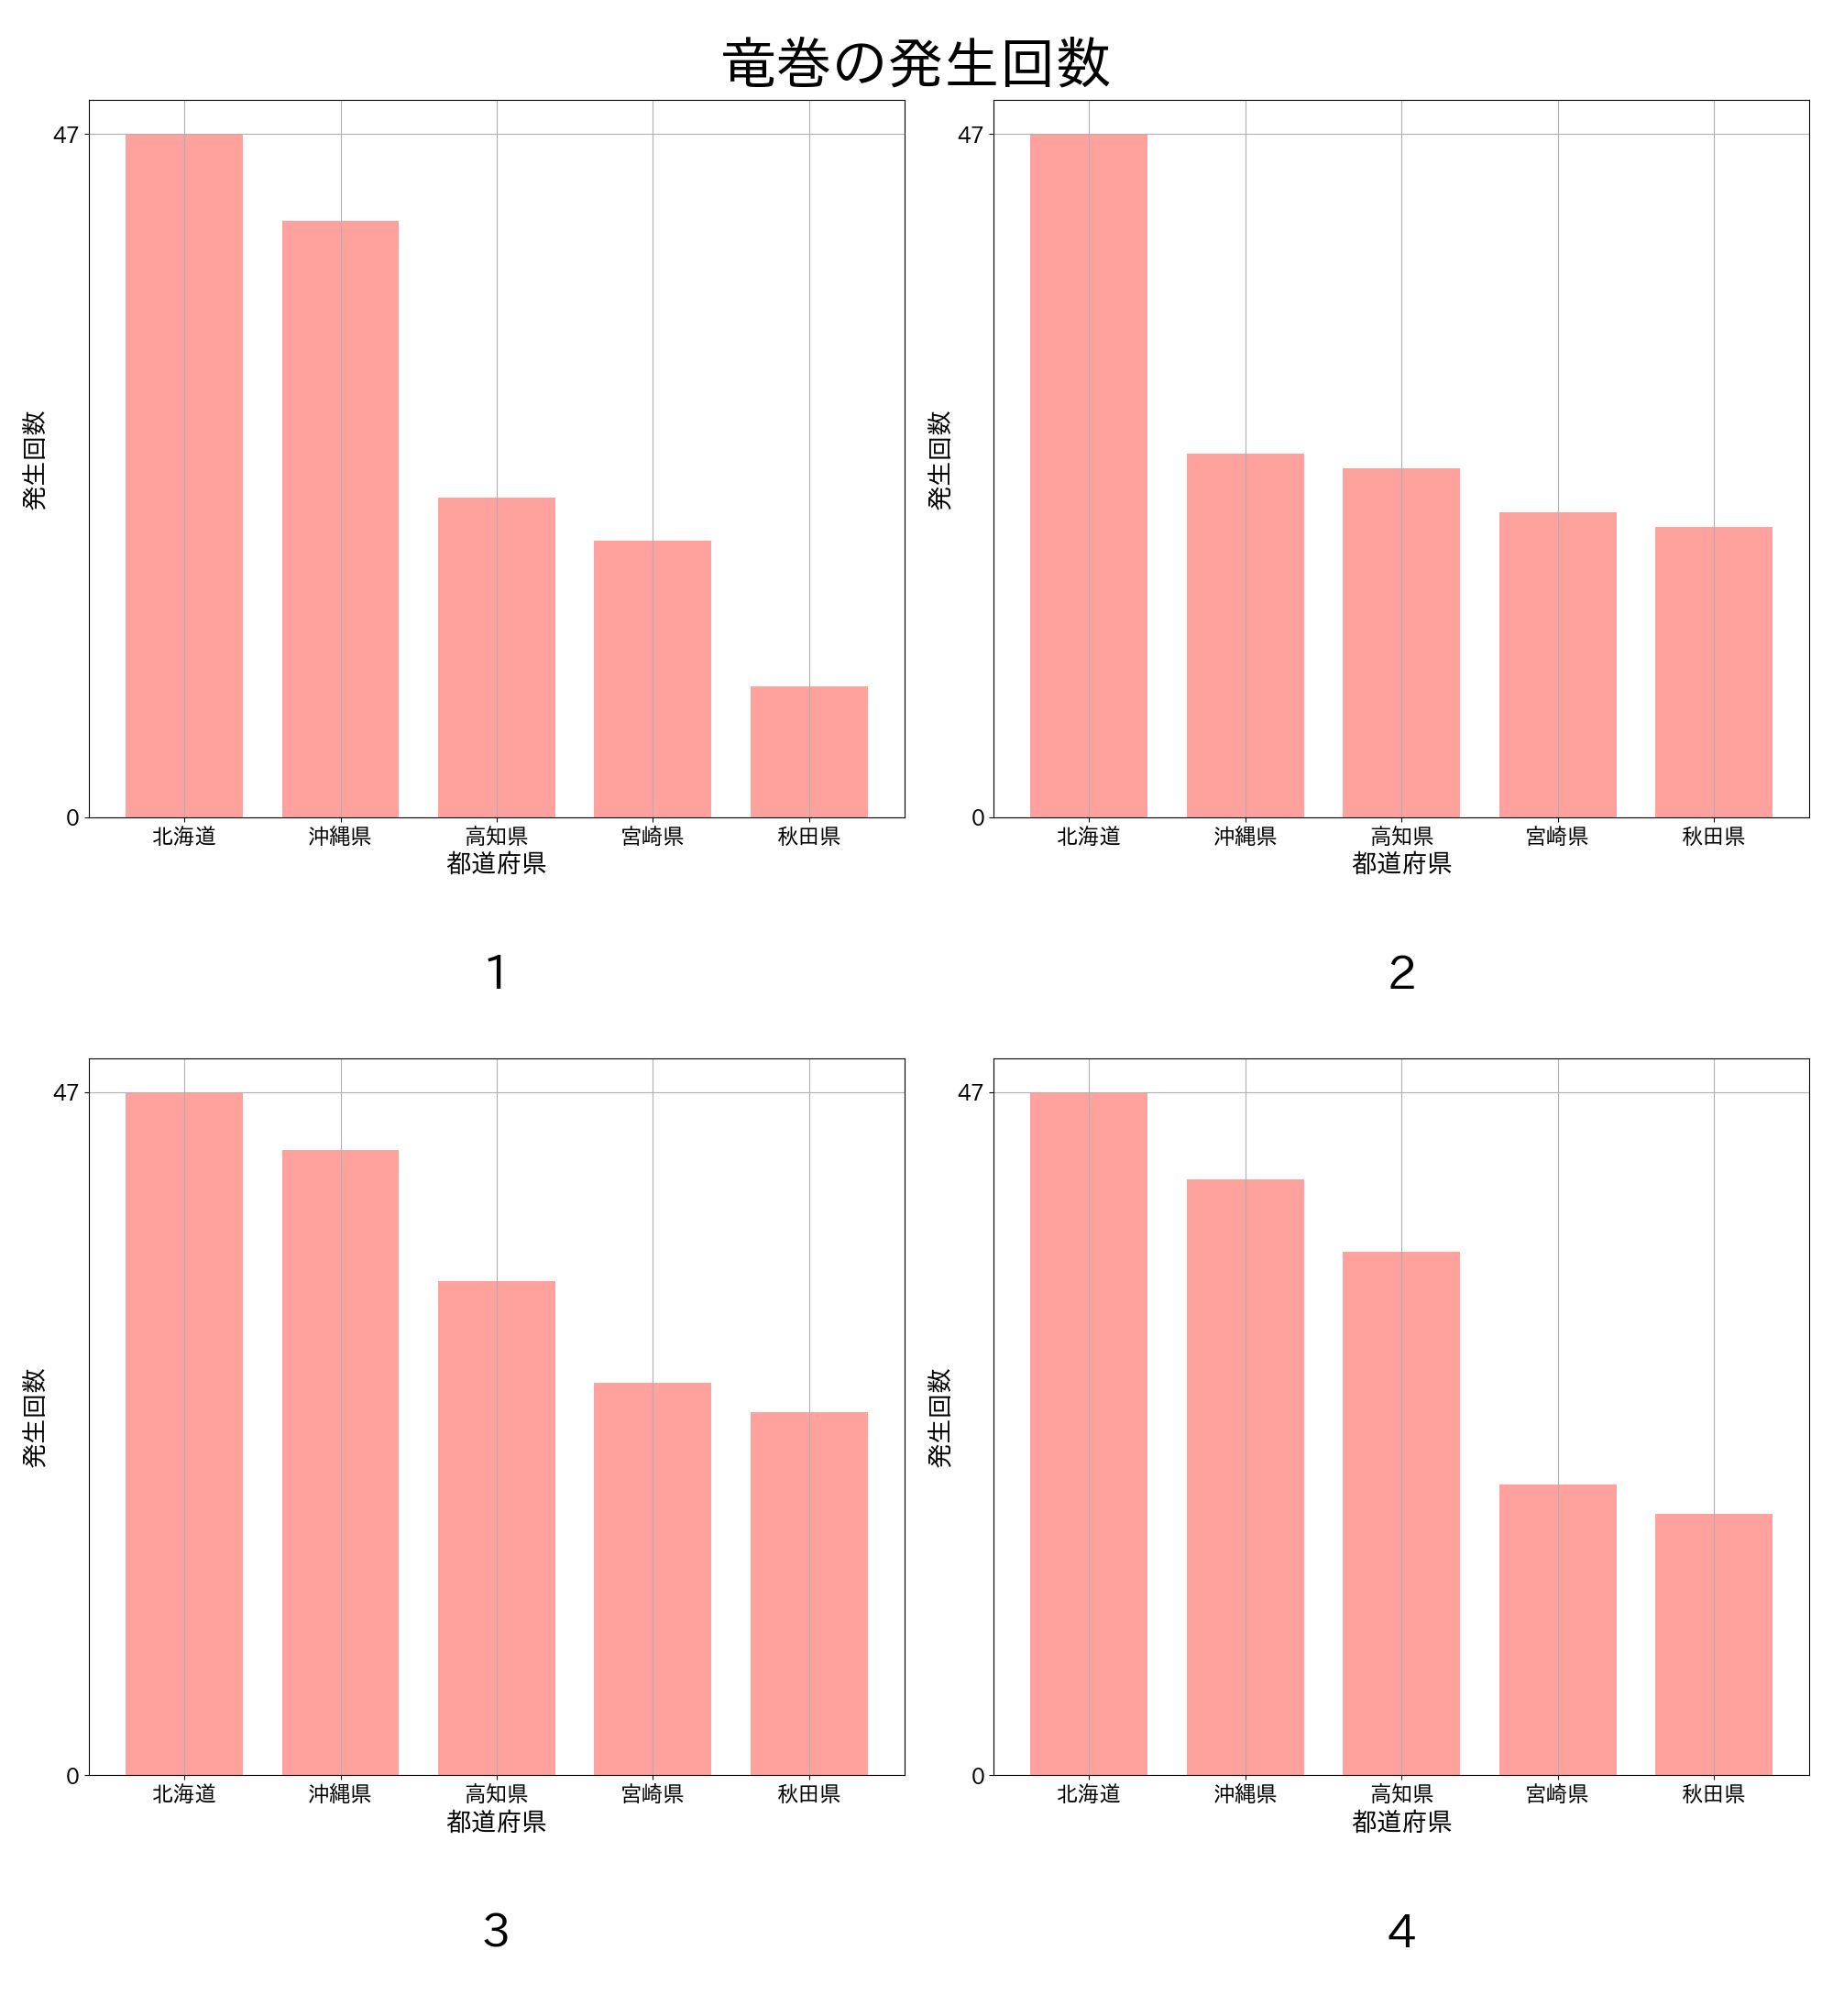 竜巻の発生回数
47
0
発生回数
北海道 沖縄県 高知県 宮崎県 秋田県
都道府県
1
47
0
発生回数
北海道 沖縄県 高知県 宮崎県 秋田県
都道府県
2
47
0
発生回数
北海道 沖縄県 高知県 宮崎県 秋田県
都道府県
3
47
0
発生回数
北海道 沖縄県 高知県 宮崎県 秋田県
都道府県
4